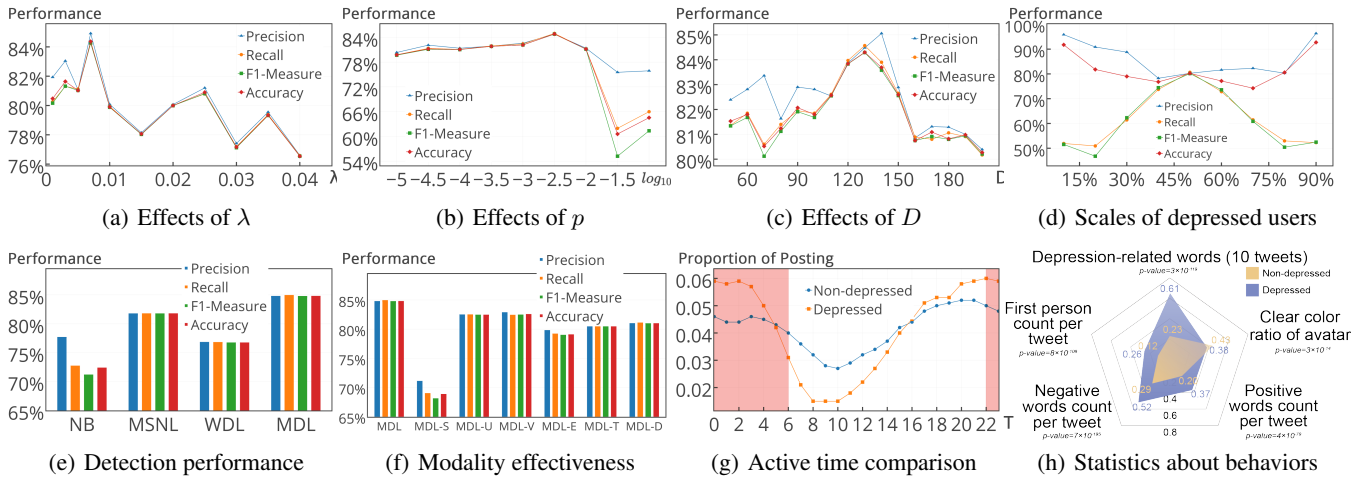 Performance
84%
82%
80%
78%
76%
0
0.01
0.02
0.03
0.04
λ
Precision
Recall
F1-Measure
Accuracy
(a) Effects of λ
Performance
84%
78%
72%
66%
60%
54%
−5
−4.5
−4
−3.5
−3
−2.5
−2
−1.5
log10
Precision
Recall
F1-Measure
Accuracy
(b) Effects of p
Performance
85%
84%
83%
82%
81%
80%
60
90
120
150
180
D
Precision
Recall
F1-Measure
Accuracy
(c) Effects of D
Performance
100%
90%
80%
70%
60%
50%
15%
30%
45%
60%
75%
90%
Precision
Recall
F1-Measure
Accuracy
(d) Scales of depressed users
Performance
85%
80%
75%
70%
65%
NB
MSNL
WDL
MDL
Precision
Recall
F1-Measure
Accuracy
(e) Detection performance
Performance
85%
80%
75%
70%
65%
MDL
MDL-S
MDL-U
MDL-V
MDL-E
MDL-T
MDL-D
Precision
Recall
F1-Measure
Accuracy
(f) Modality effectiveness
Proportion of Posting
0.06
0.05
0.04
0.03
0.02
0 2 4 6 8 10 12 14 16 18 20 22 T
Non-depressed
Depressed
(g) Active time comparison
Depression-related words (10 tweets)
0.61
Non-depressed
Depressed
First person
count per
tweet
Clear color
ratio of avatar
0.23
0.12
0.26
0.38
0.29
0.52
0.37
0.4
0.6
0.8
Negative
words count
per tweet
Positive
words count
per tweet
(h) Statistics about behaviors